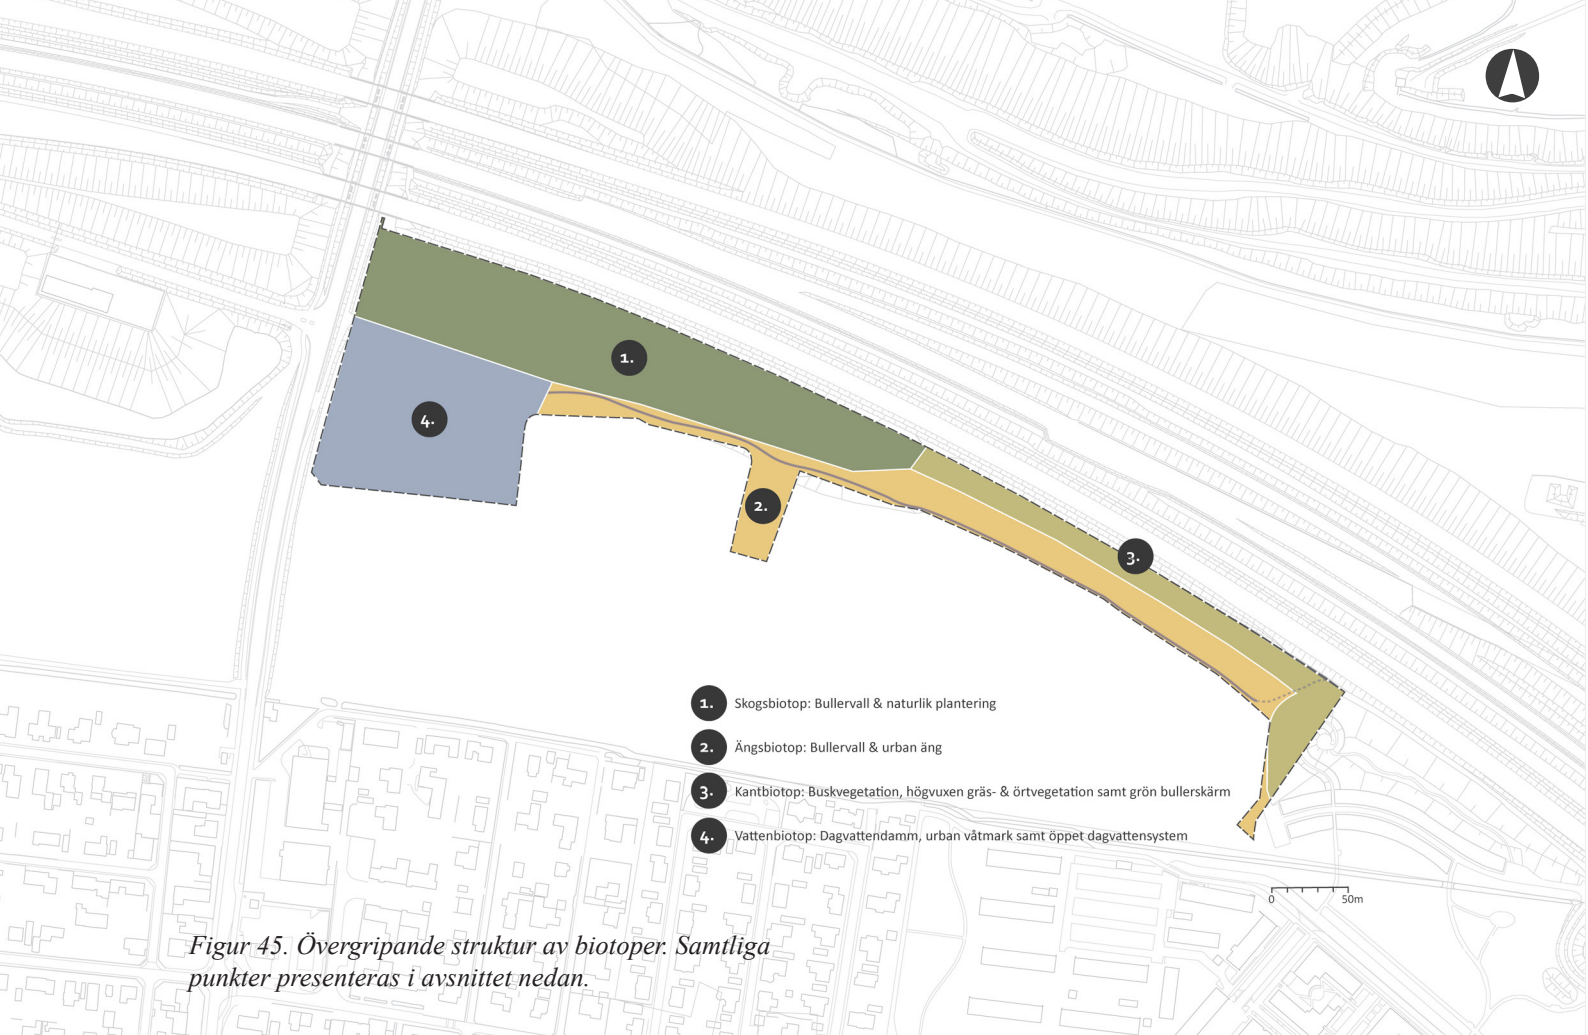 1.
4.
2.
3.
1. Skogsbiotop: Bullervall & naturlik plantering
2. Ängsbiotop: Bullervall & urban äng
3. Kantbiotop: Buskvegetation, högvuxen gräs- & örtvegetation samt grön bullerskärm
4. Vattenbiotop: Dagvattendamm, urban våtmark samt öppet dagvattensystem
0 50m
Figur 45. Övergripande struktur av biotoper. Samtliga
punkter presenteras i avsnittet nedan.